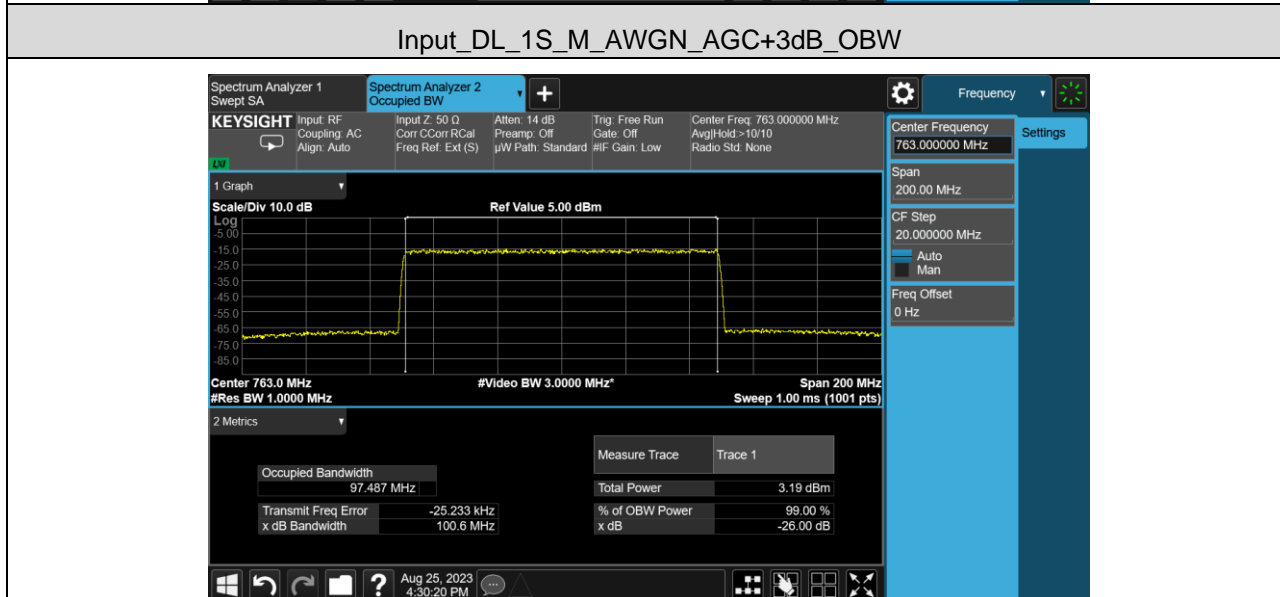 Input_DL_1S_M_AWGN_AGC+3dB_OBW
Spectrum Analyzer 1
Swept SA
Spectrum Analyzer 2
Occupied BW
Frequency
KEYSIGHT
Input: RF
Coupling: AC
Align: Auto
Input Z: 50 Ω
Corr CCorr RCal
Freq Ref: Ext (S)
Atten: 14 dB
Preamp: Off
µW Path: Standard
Trig: Free Run
Gate: Off
#IF Gain: Low
Center Freq: 763.000000 MHz
Avg|Hold:>10/10
Radio Std: None
LXI
Center Frequency
763.000000 MHz
Settings
Span
200.00 MHz
CF Step
20.000000 MHz
Auto
Man
Freq Offset
0 Hz
1 Graph
Scale/Div 10.0 dB
Ref Value 5.00 dBm
Log
-5.00
-15.0
-25.0
-35.0
-45.0
-55.0
-65.0
-75.0
-85.0
Center 763.0 MHz
#Video BW 3.0000 MHz*
Span 200 MHz
#Res BW 1.0000 MHz
Sweep 1.00 ms (1001 pts)
2 Metrics
Measure Trace
Trace 1
Occupied Bandwidth
97.487 MHz
Total Power
3.19 dBm
Transmit Freq Error
-25.233 kHz
% of OBW Power
99.00 %
x dB Bandwidth
100.6 MHz
x dB
-26.00 dB
?
Aug 25, 2023
4:30:20 PM